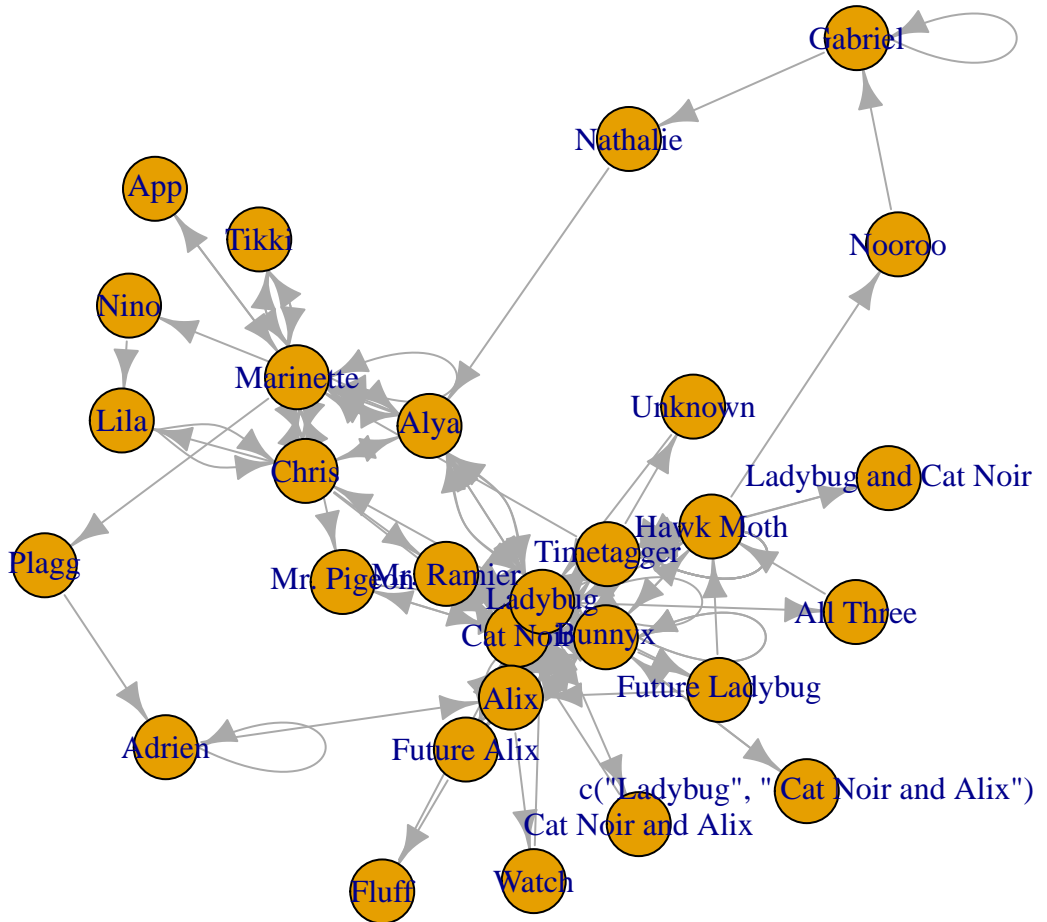 Gabriel
Nathalie
App
Tikki
Nooroo
Nino
Marinette
Lila
Alya
Unknown
Chris
Ladybug and Cat Noir
Hawk Moth
Timetagger
Plagg
Mr. Pigeon
Mr. Ramier
Ladybug
All Three
Cat Noir
Bunnyx
Future Ladybug
Alix
Adrien
Future Alix
c("Ladybug", " Cat Noir and Alix")
Cat Noir and Alix
Fluff
Watch